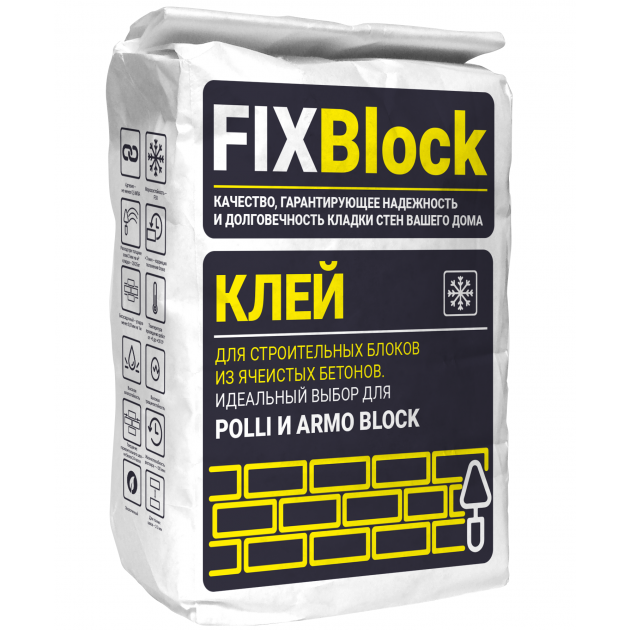 FIXBlock
КАЧЕСТВО, ГАРАНТИРУЮЩЕЕ НАДЕЖНОСТЬ
И ДОЛГОВЕЧНОСТЬ КЛАДКИ СТЕН ВАШЕГО ДОМА
КЛЕЙ
ДЛЯ СТРОИТЕЛЬНЫХ БЛОКОВ
ИЗ ЯЧЕИСТЫХ БЕТОНОВ.
ИДЕАЛЬНЫЙ ВЫБОР ДЛЯ
POLLI И ARMO BLOCK